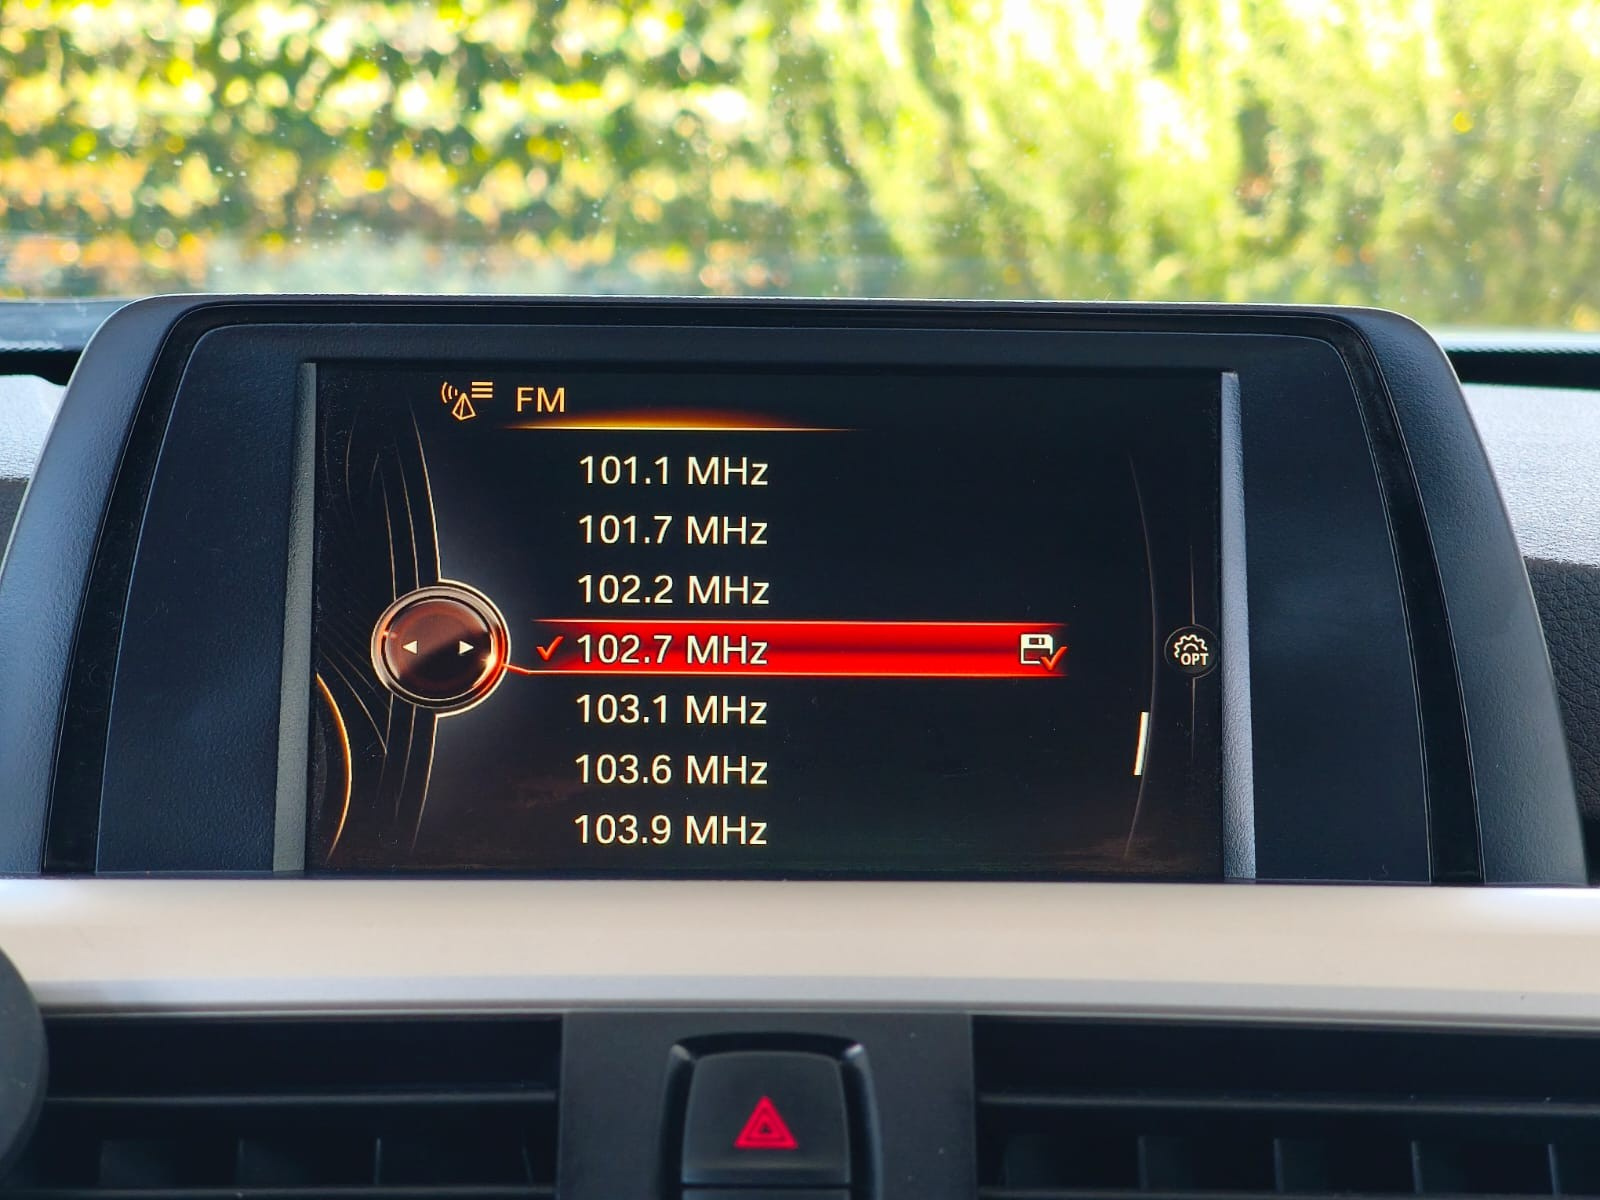 FM
101.1 MHz
101.7 MHz
102.2 MHz
102.7 MHz
OPT
103.1 MHz
103.6 MHz
103.9 MHz